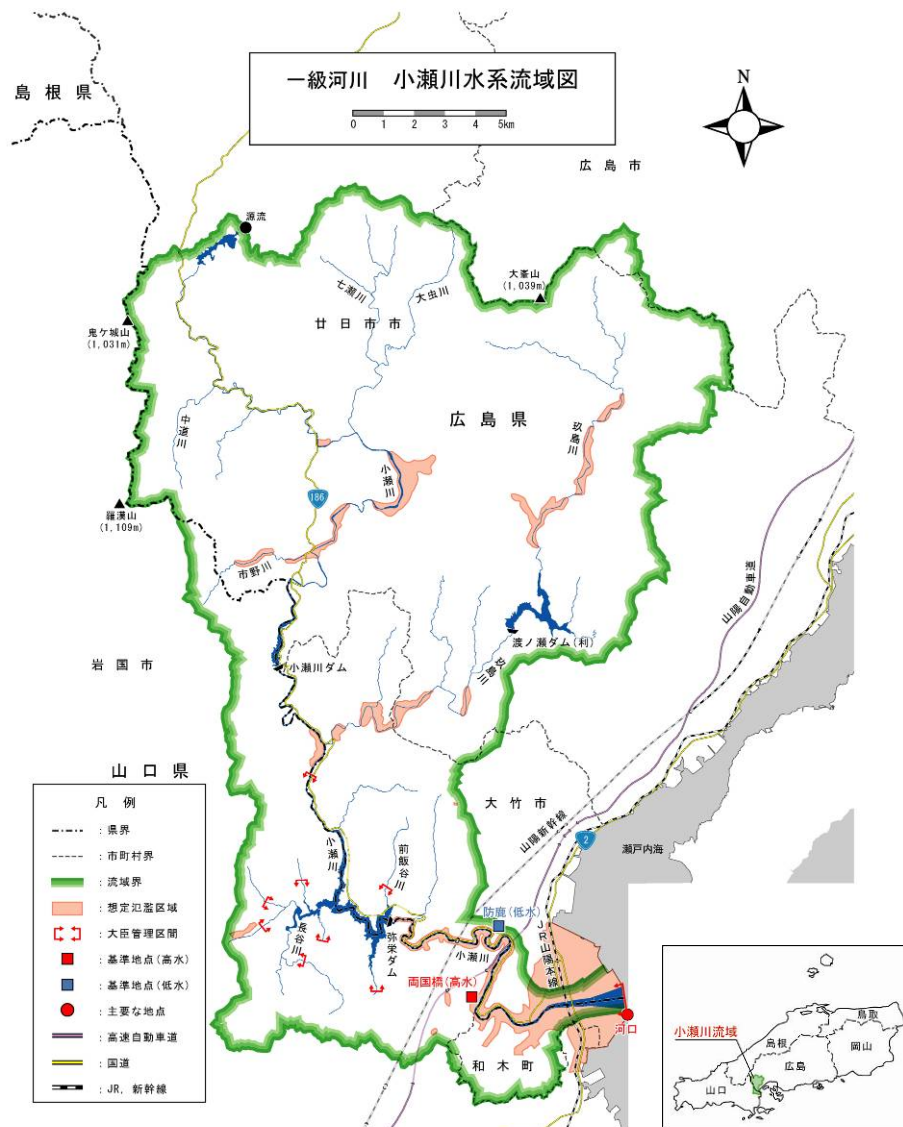 一級河川 小瀬川水系流域図
0 1 2 3 4 5km
N
島根県
広島市
源流
大峯山
(1,039m)
七瀬川
大虫川
廿日市市
鬼ケ城山
(1,031m)
広島県
中道川
玖島川
小瀬川
186
羅漢山
(1,109m)
市野川
山陽自動車道
渡ノ瀬ダム(利)
玖島川
小瀬川ダム
岩国市
山口県
大竹市
山陽新幹線
2
瀬戸内海
小瀬川
前飯谷川
防鹿(低水)
JR山陽本線
長谷川
弥栄ダム
小瀬川
両国橋(高水)
河口
和木町
凡 例
:県界
:市町村界
:流域界
:想定氾濫区域
:大臣管理区間
:基準地点(高水)
:基準地点(低水)
:主要な地点
:高速自動車道
:国道
:JR, 新幹線
小瀬川流域
鳥取
島根
岡山
広島
山口